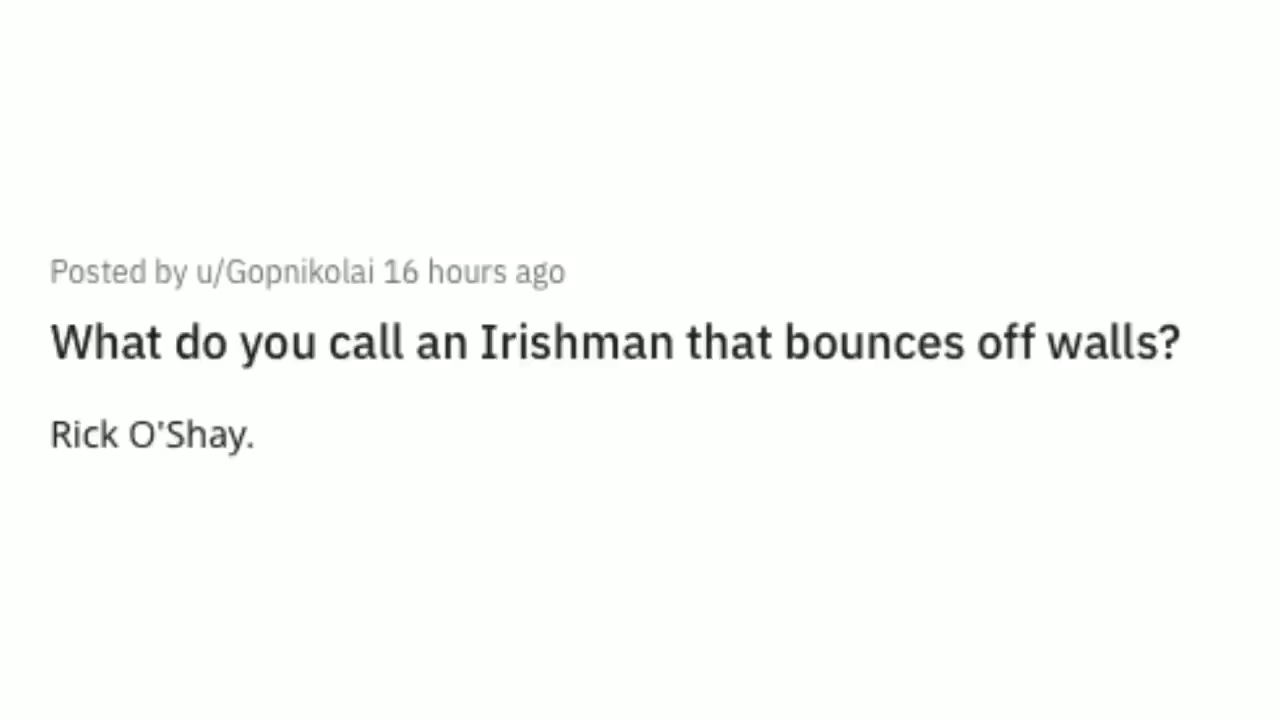 Posted by u/Gopnikolai 16 hours ago
What do you call an Irishman that bounces off walls?
Rick O'Shay.